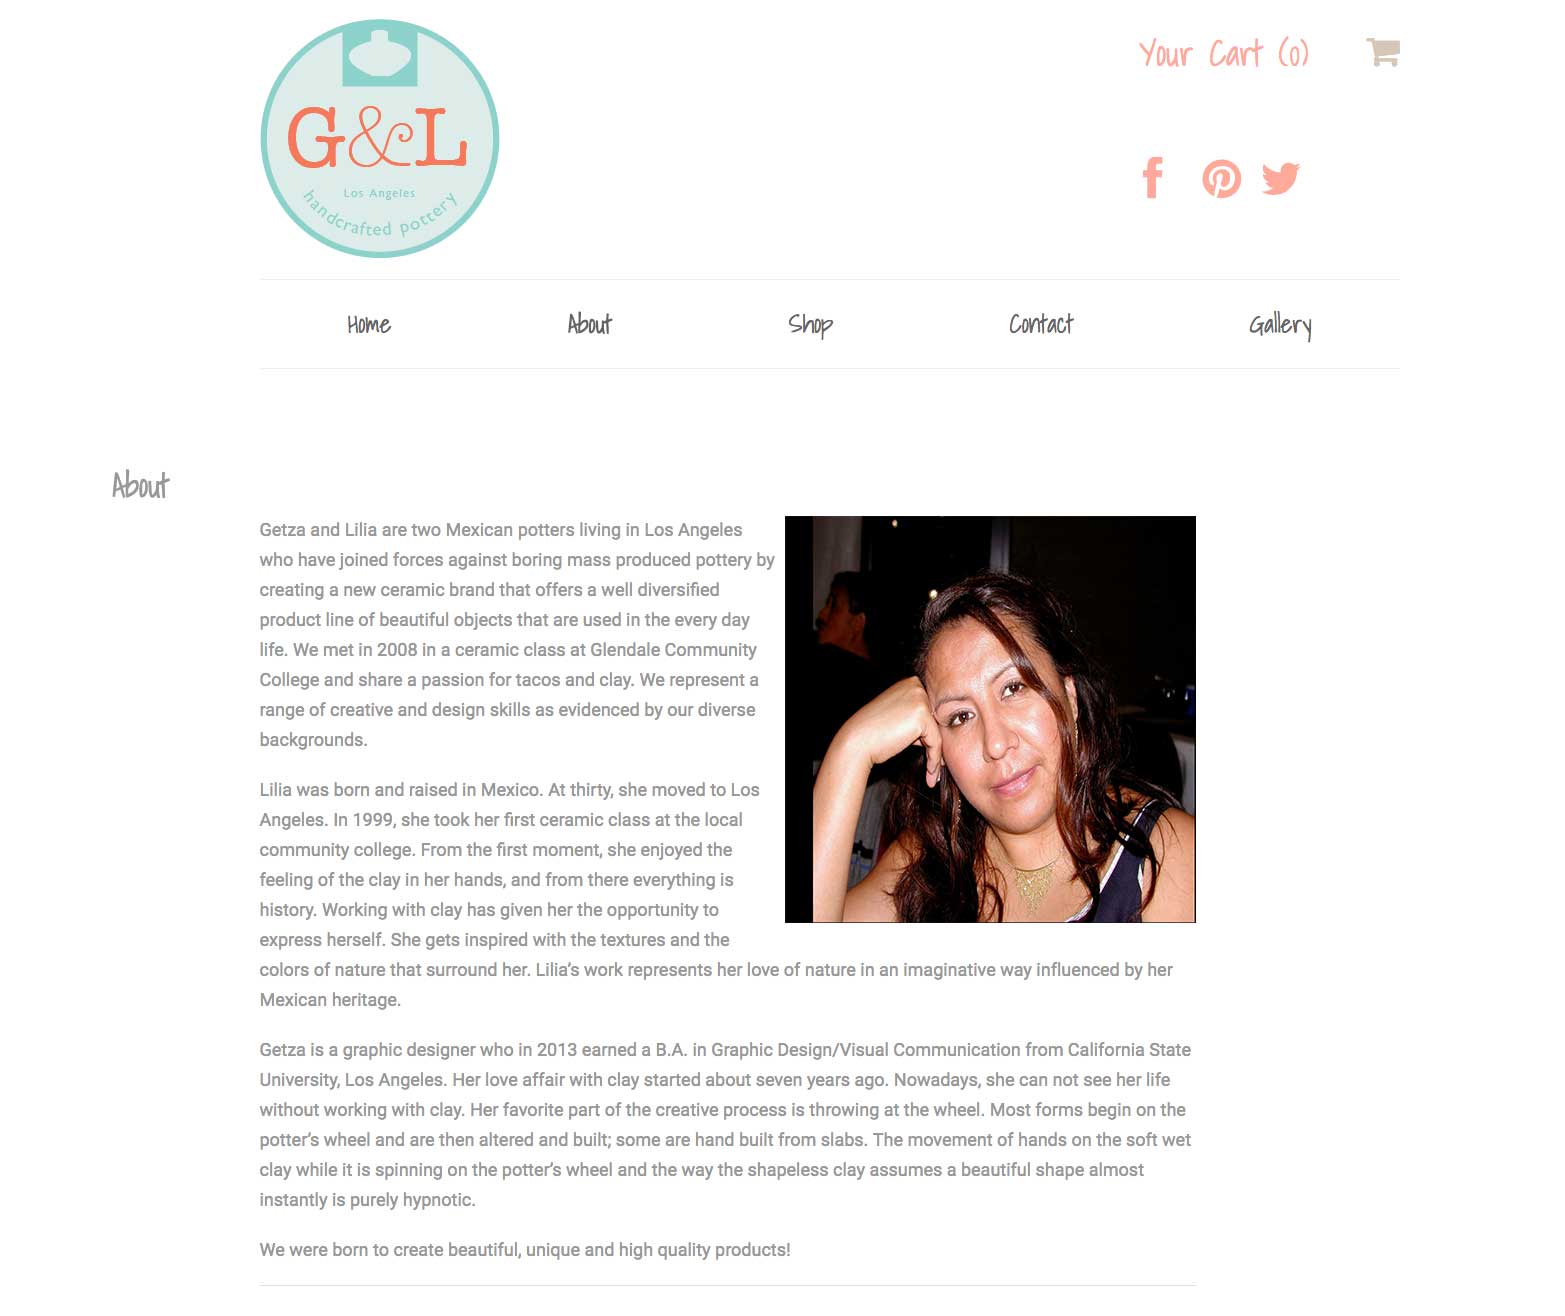 G&L
Los Angeles
handcrafted pottery
Your Cart (0)
Home
About
Shop
Contact
Gallery
About
Getza and Lilia are two Mexican potters living in Los Angeles
who have joined forces against boring mass produced pottery by
creating a new ceramic brand that offers a well diversified
product line of beautiful objects that are used in the every day
life. We met in 2008 in a ceramic class at Glendale Community
College and share a passion for tacos and clay. We represent a
range of creative and design skills as evidenced by our diverse
backgrounds.
Lilia was born and raised in Mexico. At thirty, she moved to Los
Angeles. In 1999, she took her first ceramic class at the local
community college. From the first moment, she enjoyed the
feeling of the clay in her hands, and from there everything is
history. Working with clay has given her the opportunity to
express herself. She gets inspired with the textures and the
colors of nature that surround her. Lilia’s work represents her love of nature in an imaginative way influenced by her
Mexican heritage.
Getza is a graphic designer who in 2013 earned a B.A. in Graphic Design/Visual Communication from California State
University, Los Angeles. Her love affair with clay started about seven years ago. Nowadays, she can not see her life
without working with clay. Her favorite part of the creative process is throwing at the wheel. Most forms begin on the
potter’s wheel and are then altered and built; some are hand built from slabs. The movement of hands on the soft wet
clay while it is spinning on the potter’s wheel and the way the shapeless clay assumes a beautiful shape almost
instantly is purely hypnotic.
We were born to create beautiful, unique and high quality products!